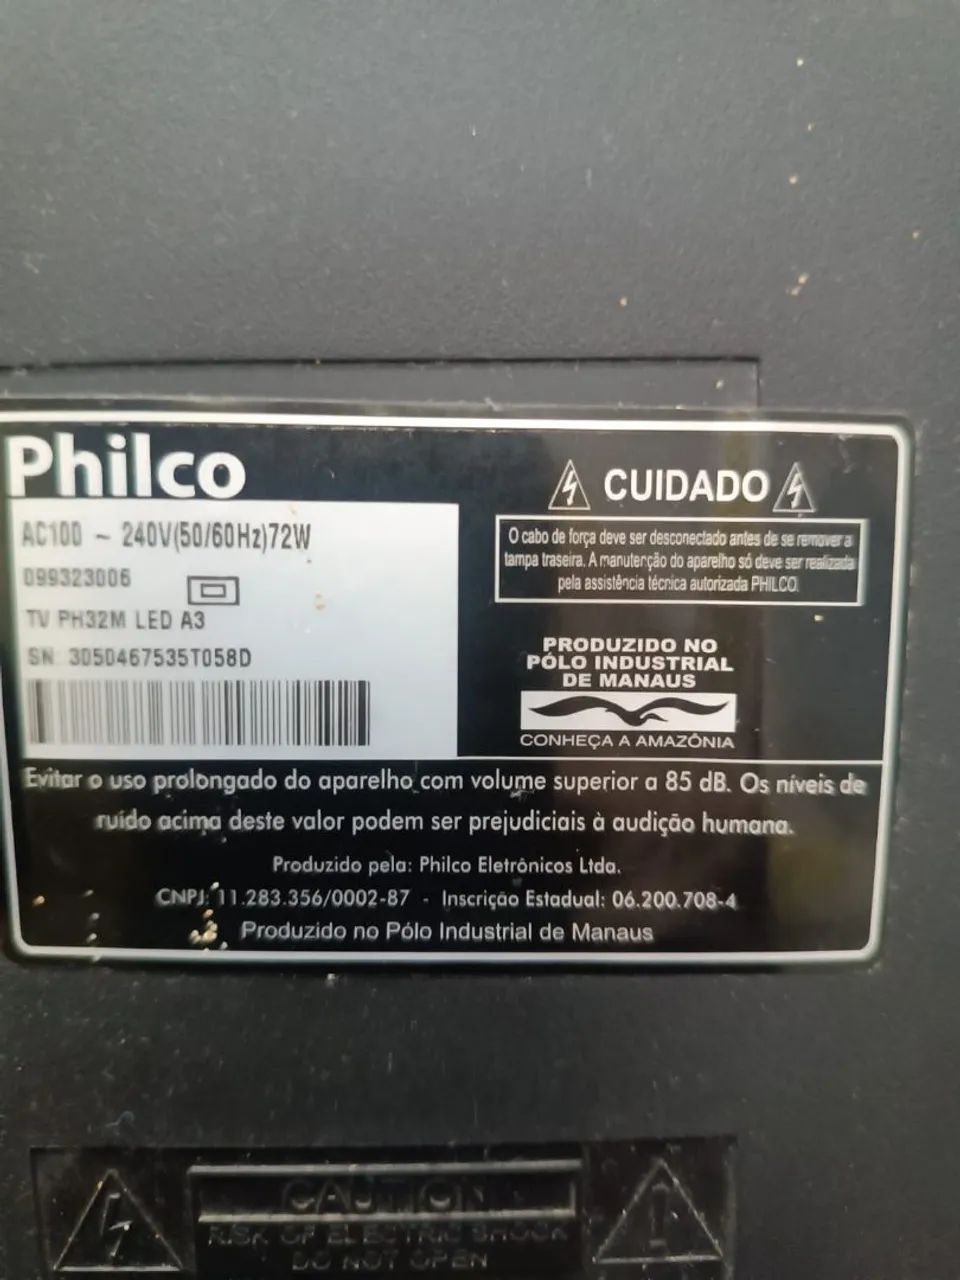 Philco
AC100 ~ 240V(50/60Hz)72W
099323006
TV PH32M LED A3
SN: 3050467535T058D
CUIDADO
O cabo de força deve ser desconectado antes de se remover a
tampa traseira. A manutenção do aparelho só deve ser realizada
pela assistência técnica autorizada PHILCO.
PRODUZIDO NO
PÓLO INDUSTRIAL
DE MANAUS
CONHEÇA A AMAZÔNIA
Evitar o uso prolongado do aparelho com volume superior a 85 dB. Os níveis de
ruído acima deste valor podem ser prejudiciais à audição humana.
Produzido pela: Philco Eletrônicos Ltda.
CNPJ: 11.283.356/0002-87 - Inscrição Estadual: 06.200.708-4
Produzido no Pólo Industrial de Manaus
CAUTION
RISK OF ELECTRIC SHOCK
DO NOT OPEN